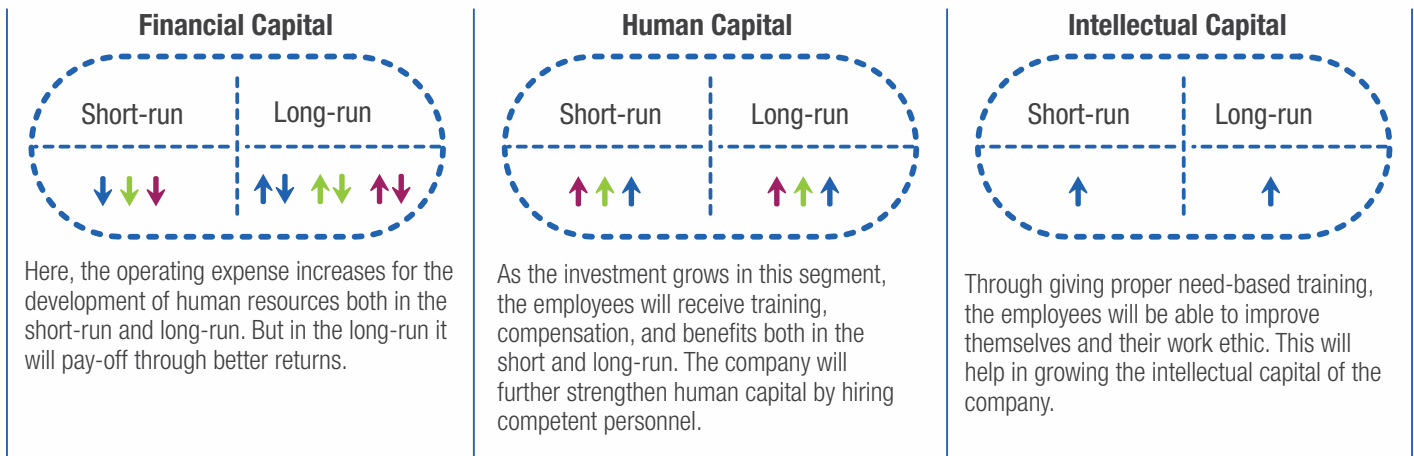 Financial Capital
Short-run
Long-run
Here, the operating expense increases for the
development of human resources both in the
short-run and long-run. But in the long-run it
will pay-off through better returns.
Human Capital
Short-run
Long-run
As the investment grows in this segment,
the employees will receive training,
compensation, and benefits both in the
short and long-run. The company will
further strengthen human capital by hiring
competent personnel.
Intellectual Capital
Short-run
Long-run
Through giving proper need-based training,
the employees will be able to improve
themselves and their work ethic. This will
help in growing the intellectual capital of the
company.